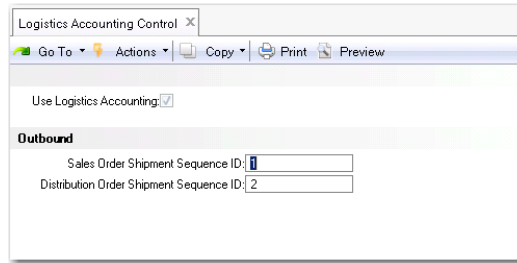 Logistics Accounting Control
Go To Actions Copy Print Preview
Use Logistics Accounting:
Outbound
Sales Order Shipment Sequence ID: 1
Distribution Order Shipment Sequence ID: 2